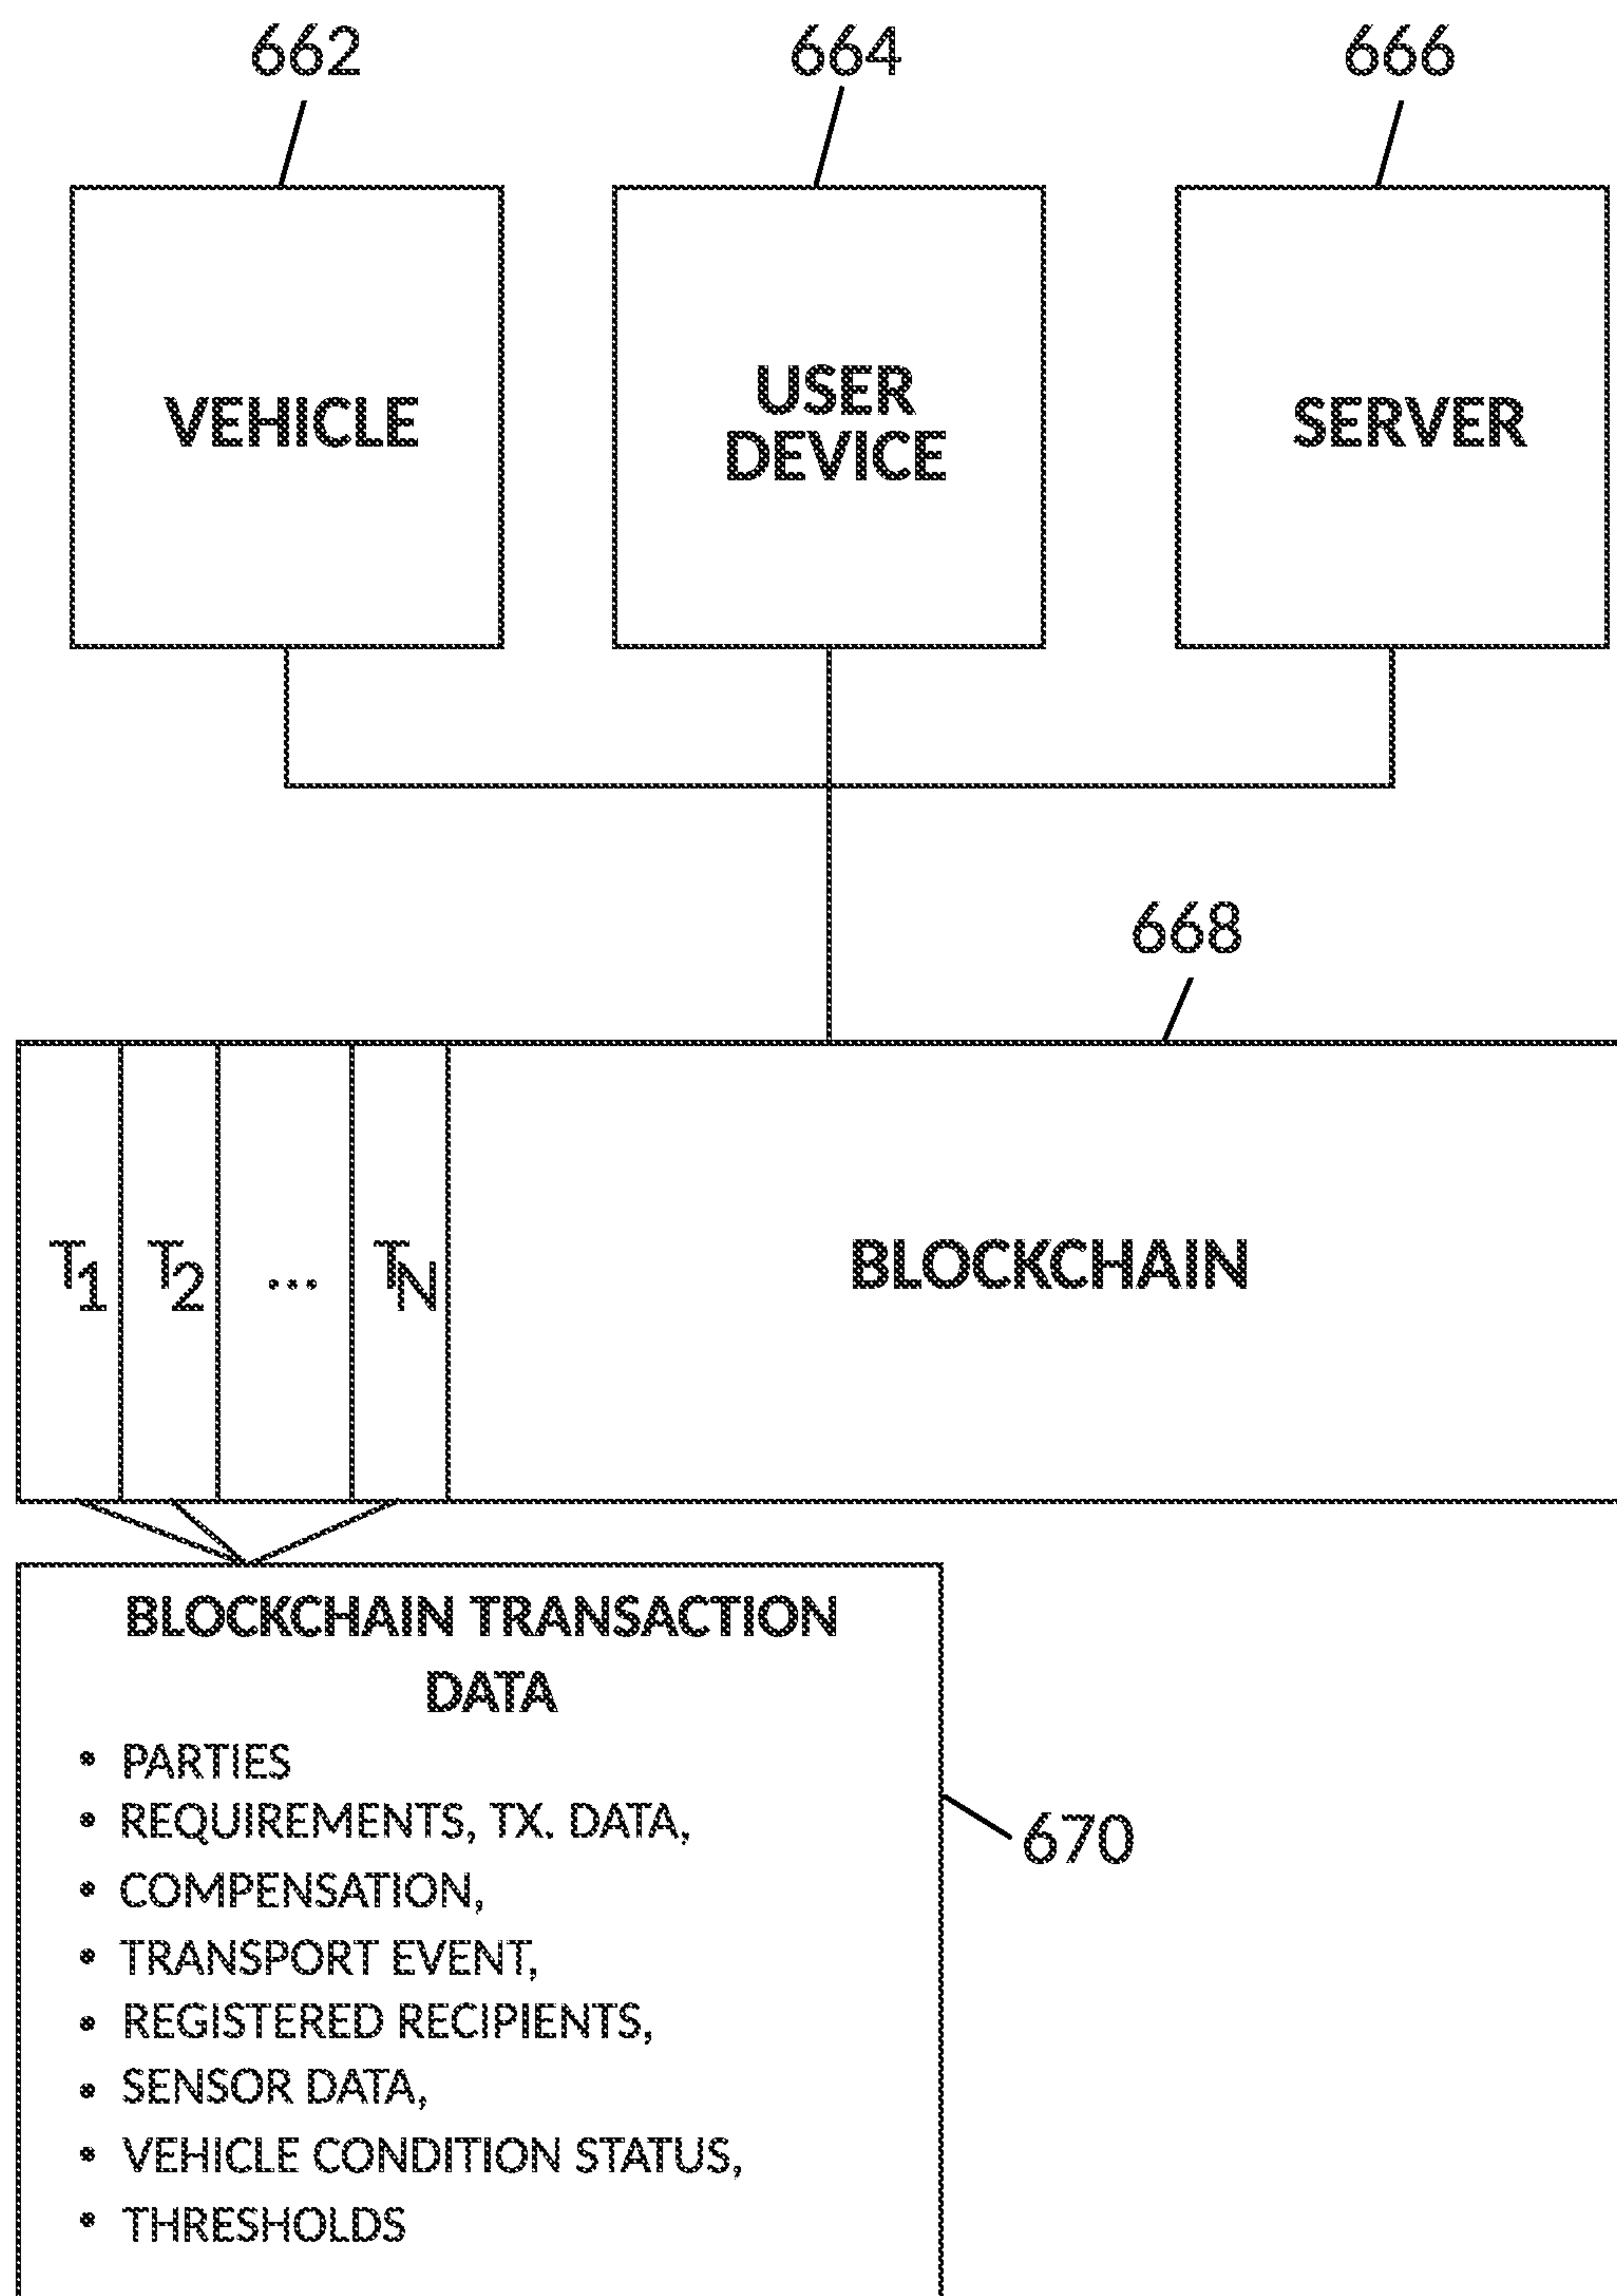 662 664 666
VEHICLE
USER
DEVICE
SERVER
668
T1 T2 ... TN
BLOCKCHAIN
BLOCKCHAIN TRANSACTION
DATA
• PARTIES
• REQUIREMENTS, TX. DATA,
• COMPENSATION,
• TRANSPORT EVENT,
• REGISTERED RECIPIENTS,
• SENSOR DATA,
• VEHICLE CONDITION STATUS,
• THRESHOLDS
670